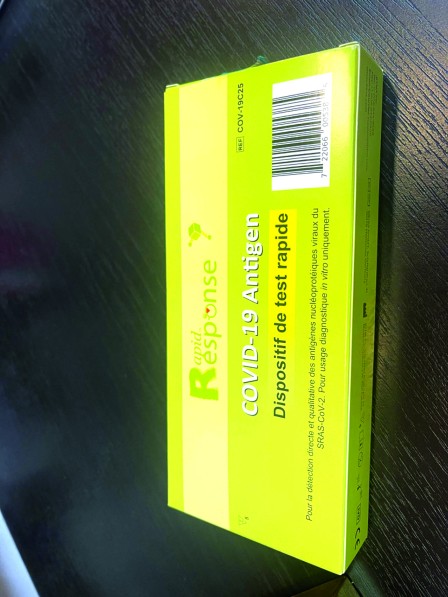 Rapid
Response
REF COV-19C25
COVID-19 Antigen
Dispositif de test rapide
Pour la détection directe et qualitative des antigènes nucléoprotéiques viraux du
SRAS-CoV-2. Pour usage diagnostique in vitro uniquement.